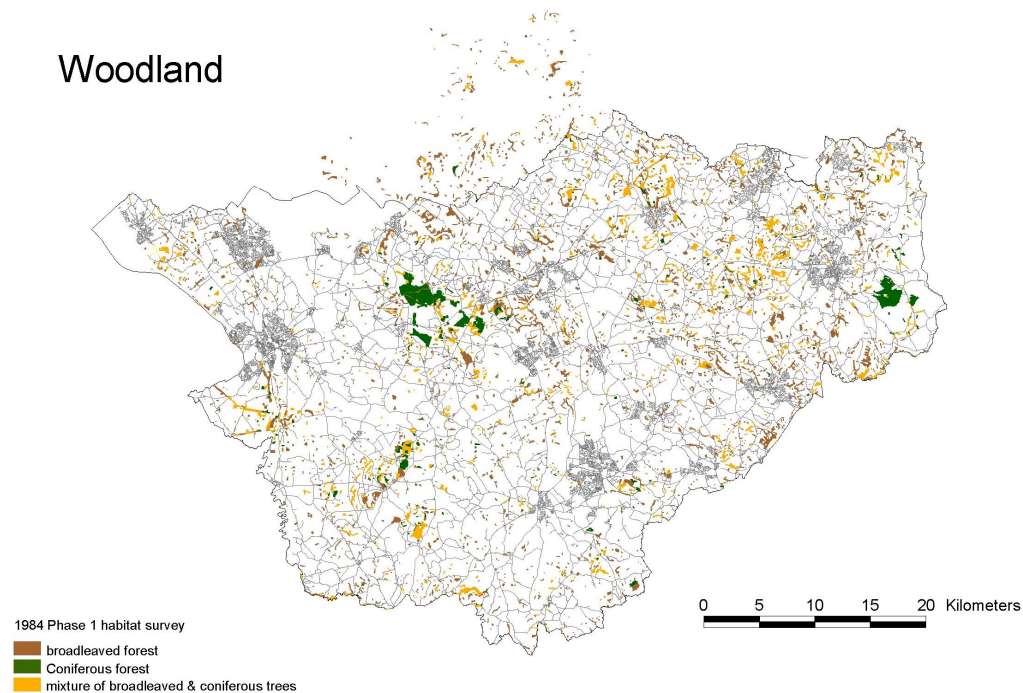 Woodland
0 5 10 15 20 Kilometers
1984 Phase 1 habitat survey
broadleaved forest
Coniferous forest
mixture of broadleaved & coniferous trees